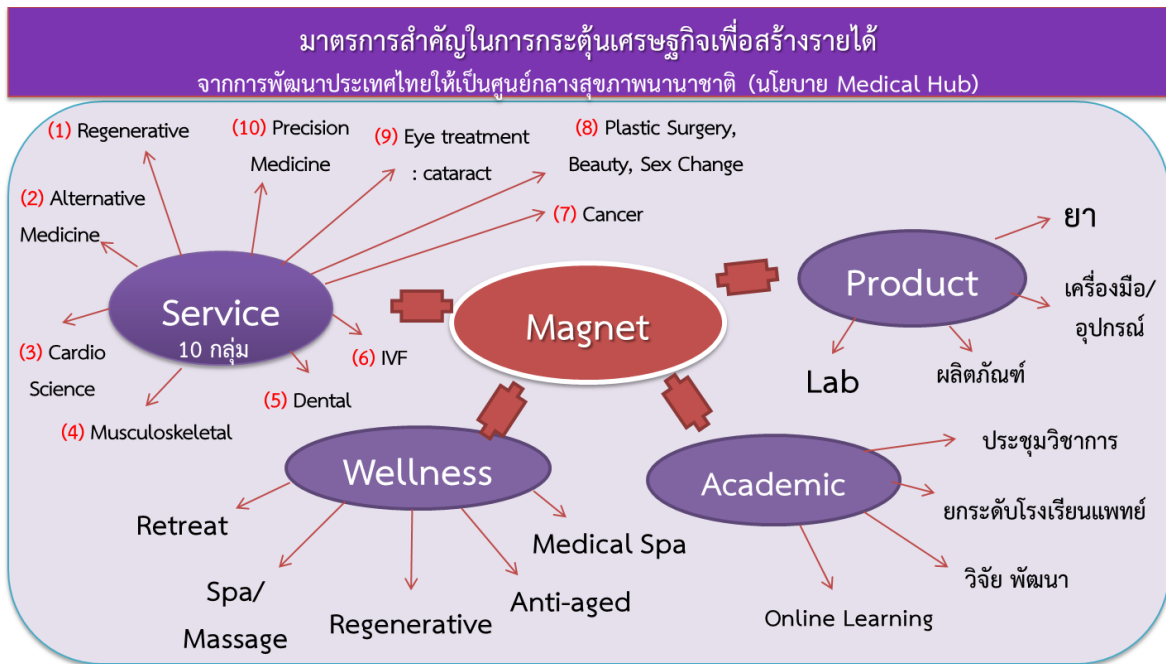 มาตรการสำคัญในการกระตุ้นเศรษฐกิจเพื่อสร้างรายได้
จากการพัฒนาประเทศไทยให้เป็นศูนย์กลางสุขภาพนานาชาติ (นโยบาย Medical Hub)
(1) Regenerative
(10) Precision
Medicine
(9) Eye treatment
: cataract
(8) Plastic Surgery,
Beauty, Sex Change
(2) Alternative
Medicine
(7) Cancer
Service
10 กลุ่ม
(3) Cardio
Science
(4) Musculoskeletal
(5) Dental
(6) IVF
Magnet
Product
ยา
เครื่องมือ/
อุปกรณ์
ผลิตภัณฑ์
Lab
Wellness
Retreat
Spa/
Massage
Regenerative
Anti-aged
Medical Spa
Academic
ประชุมวิชาการ
ยกระดับโรงเรียนแพทย์
วิจัย พัฒนา
Online Learning